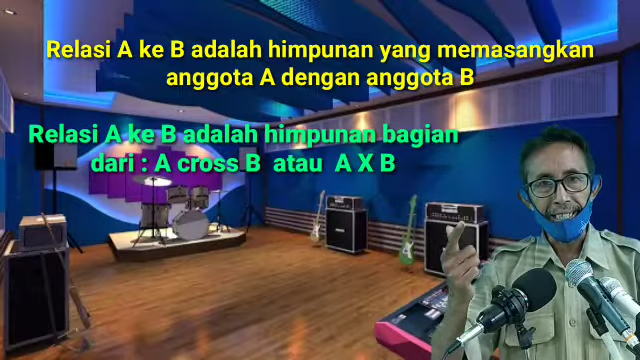 Relasi A ke B adalah himpunan yang memasangkan
anggota A dengan anggota B
Relasi A ke B adalah himpunan bagian
dari : A cross B atau A X B